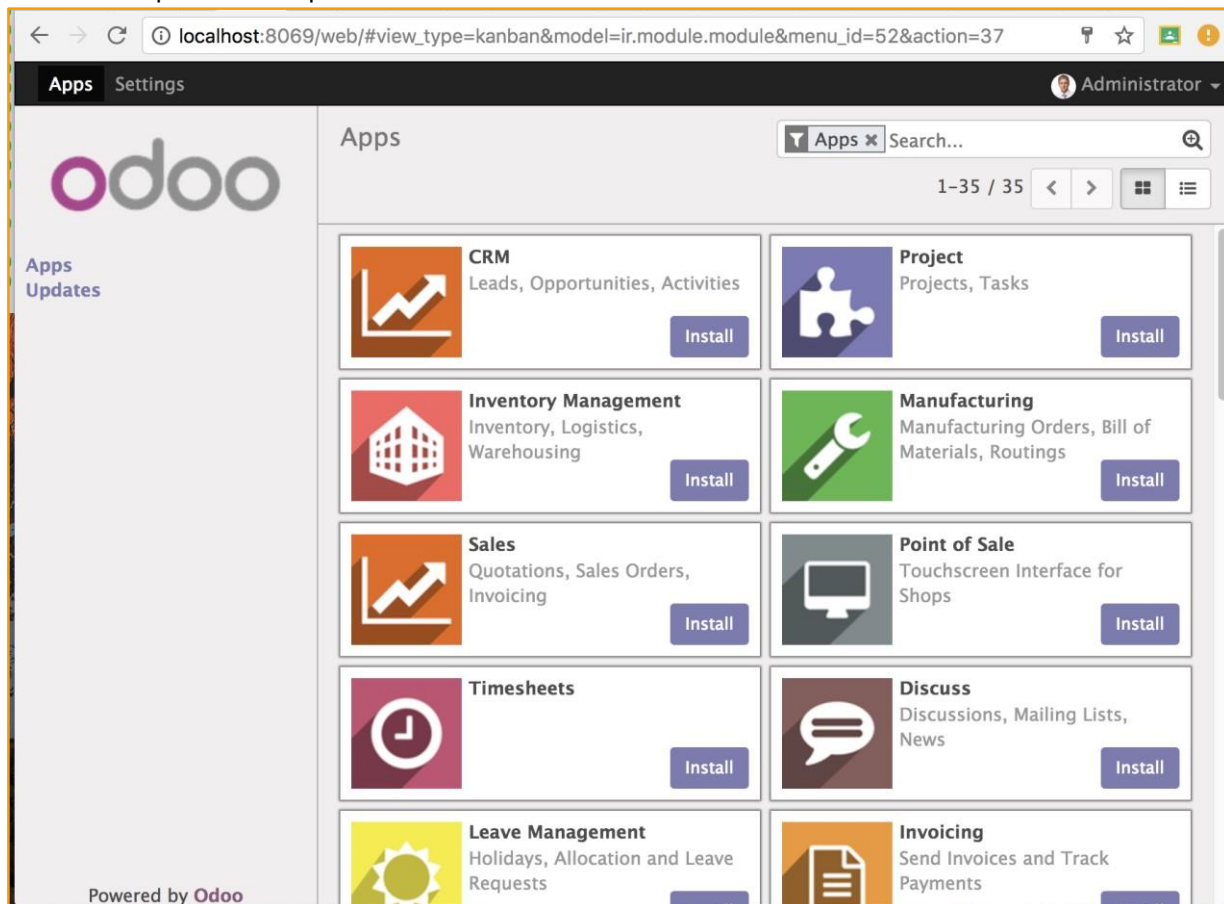 localhost:8069/web/#view_type=kanban&model=ir.module.module&menu_id=52&action=37
Apps Settings
Administrator
odoo
Apps
Apps Search...
1-35 / 35
Apps
Updates
CRM
Leads, Opportunities, Activities
Install
Project
Projects, Tasks
Install
Inventory Management
Inventory, Logistics,
Warehousing
Install
Manufacturing
Manufacturing Orders, Bill of
Materials, Routings
Install
Sales
Quotations, Sales Orders,
Invoicing
Install
Point of Sale
Touchscreen Interface for
Shops
Install
Timesheets
Install
Discuss
Discussions, Mailing Lists,
News
Install
Leave Management
Holidays, Allocation and Leave
Requests
Invoicing
Send Invoices and Track
Payments
Powered by Odoo